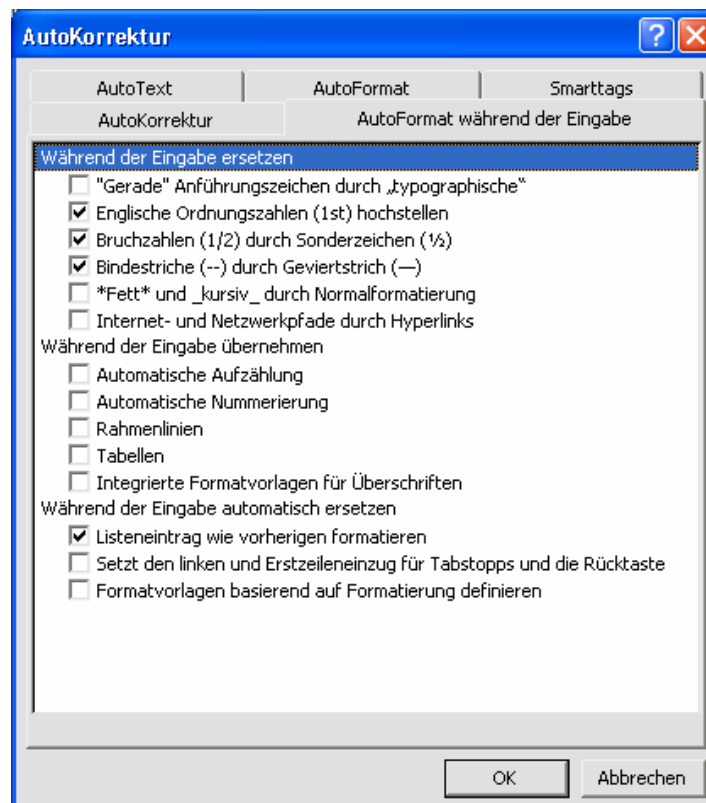 AutoKorrektur
AutoText
AutoFormat
Smarttags
AutoKorrektur
AutoFormat während der Eingabe
Während der Eingabe ersetzen
"Gerade" Anführungszeichen durch „typographische“
Englische Ordnungszahlen (1st) hochstellen
Bruchzahlen (1/2) durch Sonderzeichen (½)
Bindestriche (--) durch Geviertstrich (—)
*Fett* und _kursiv_ durch Normalformatierung
Internet- und Netzwerkpfade durch Hyperlinks
Während der Eingabe übernehmen
Automatische Aufzählung
Automatische Nummerierung
Rahmenlinien
Tabellen
Integrierte Formatvorlagen für Überschriften
Während der Eingabe automatisch ersetzen
Listeneintrag wie vorherigen formatieren
Setzt den linken und Erstzeileneinzug für Tabstopps und die Rücktaste
Formatvorlagen basierend auf Formatierung definieren
OK
Abbrechen